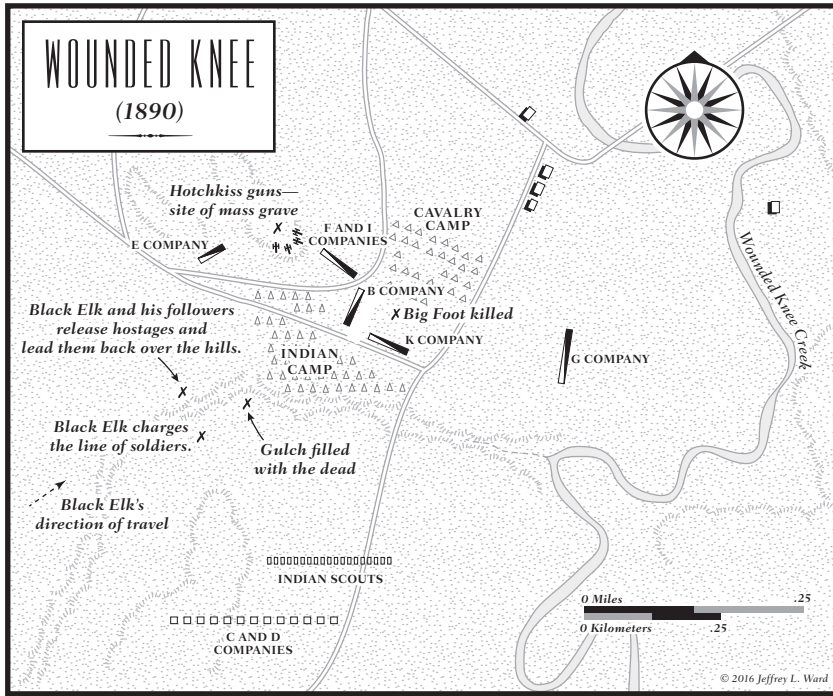 WOUNDED KNEE
(1890)
Hotchkiss guns—
site of mass grave
CAVALRY
CAMP
F AND I
COMPANIES
E COMPANY
B COMPANY
Big Foot killed
K COMPANY
G COMPANY
Wounded Knee Creek
Black Elk and his followers
release hostages and
lead them back over the hills.
INDIAN
CAMP
Black Elk charges
the line of soldiers.
Gulch filled
with the dead
Black Elk's
direction of travel
INDIAN SCOUTS
C AND D
COMPANIES
0 Miles .25
0 Kilometers .25
© 2016 Jeffrey L. Ward